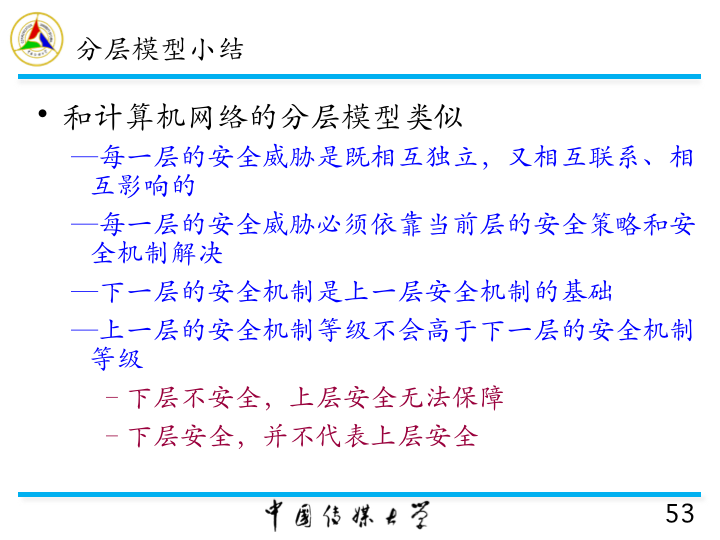 分层模型小结
• 和计算机网络的分层模型类似
—每一层的安全威胁是既相互独立，又相互联系、相
互影响的
—每一层的安全威胁必须依靠当前层的安全策略和安
全机制解决
—下一层的安全机制是上一层安全机制的基础
—上一层的安全机制等级不会高于下一层的安全机制
等级
– 下层不安全，上层安全无法保障
– 下层安全，并不代表上层安全
中国传媒大学
53